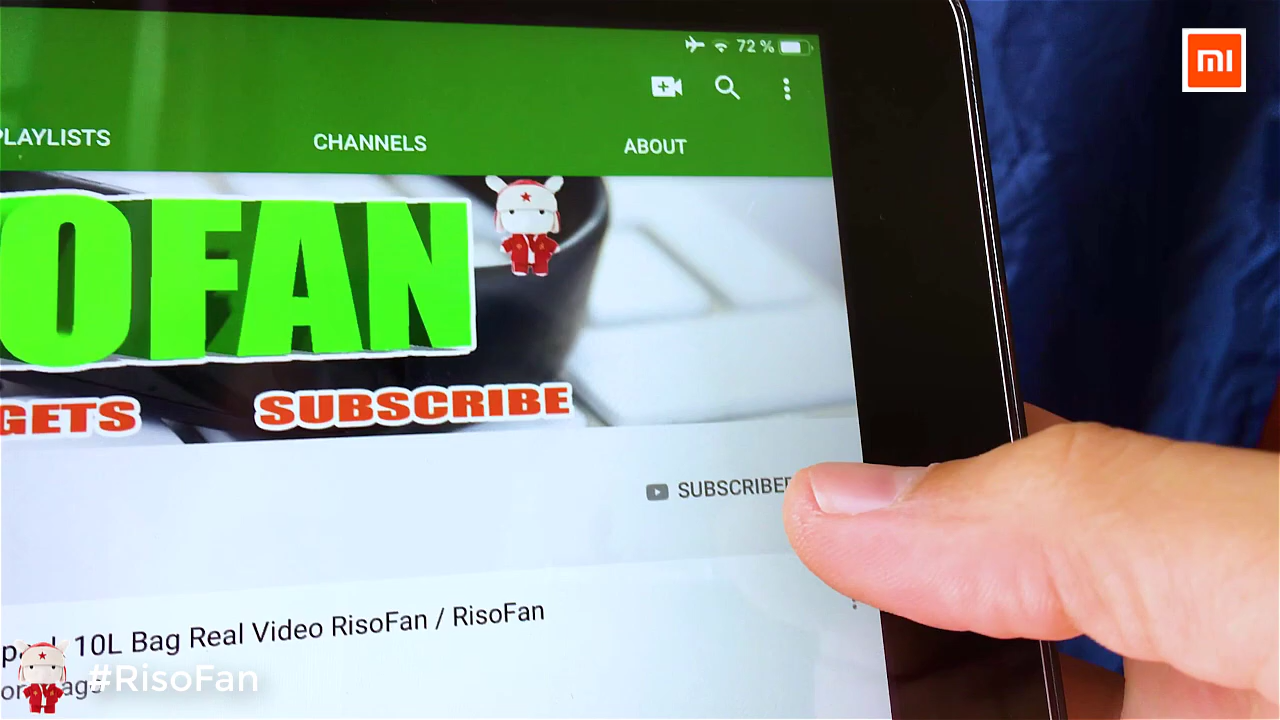 72 %
mi
PLAYLISTS CHANNELS ABOUT
OFAN
GETS SUBSCRIBE
SUBSCRIBE
10L Bag Real Video RisoFan / RisoFan
#RisoFan